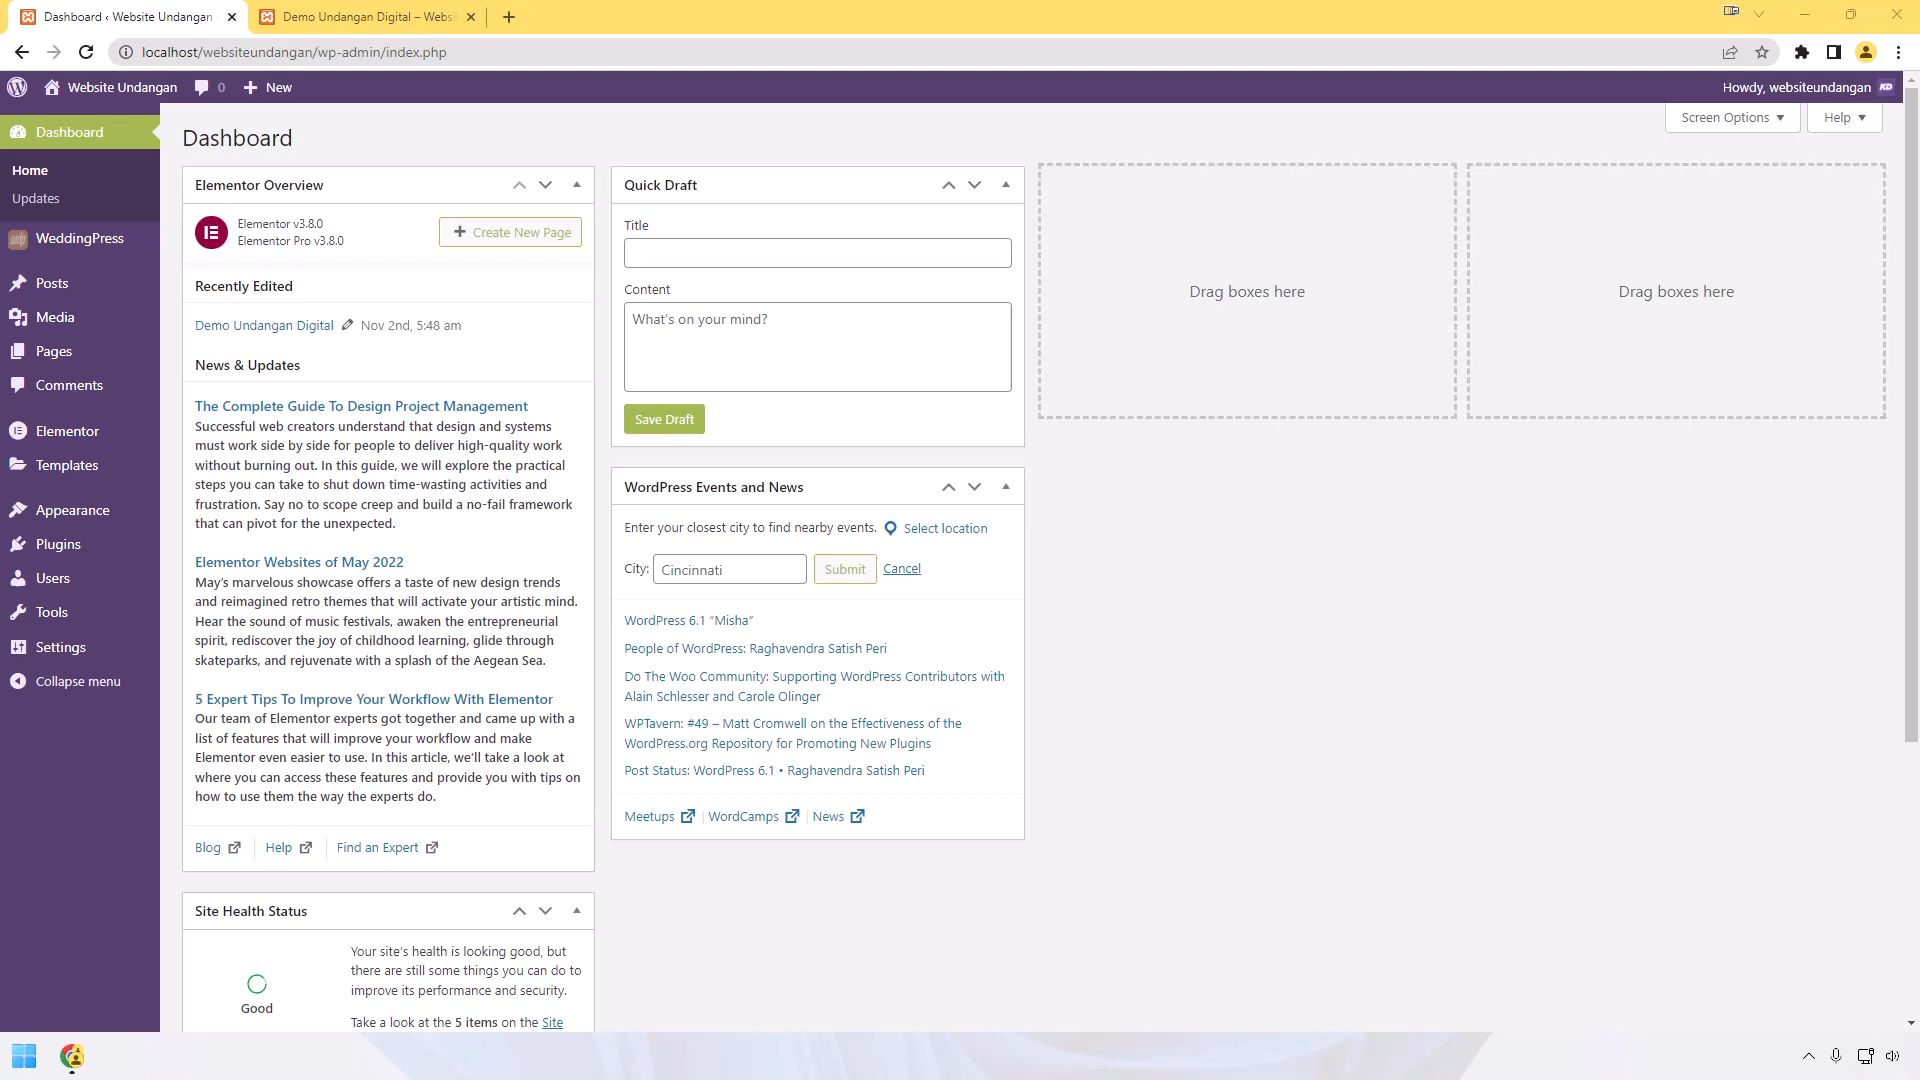 Dashboard ‹ Website Undangan
Demo Undangan Digital – Websi
localhost/websiteundangan/wp-admin/index.php
Website Undangan
0
New
Howdy, websiteundangan
KD
Dashboard
Home
Updates
WeddingPress
Posts
Media
Pages
Comments
Elementor
Templates
Appearance
Plugins
Users
Tools
Settings
Collapse menu
Screen Options
Help
Dashboard
Elementor Overview
Elementor v3.8.0
Elementor Pro v3.8.0
Create New Page
Recently Edited
Demo Undangan Digital
Nov 2nd, 5:48 am
News & Updates
The Complete Guide To Design Project Management
Successful web creators understand that design and systems
must work side by side for people to deliver high-quality work
without burning out. In this guide, we will explore the practical
steps you can take to shut down time-wasting activities and
frustration. Say no to scope creep and build a no-fail framework
that can pivot for the unexpected.
Elementor Websites of May 2022
May's marvelous showcase offers a taste of new design trends
and reimagined retro themes that will activate your artistic mind.
Hear the sound of music festivals, awaken the entrepreneurial
spirit, rediscover the joy of childhood learning, glide through
skateparks, and rejuvenate with a splash of the Aegean Sea.
5 Expert Tips To Improve Your Workflow With Elementor
Our team of Elementor experts got together and came up with a
list of features that will improve your workflow and make
Elementor even easier to use. In this article, we'll take a look at
where you can access these features and provide you with tips on
how to use them the way the experts do.
Blog
Help
Find an Expert
Site Health Status
Good
Your site's health is looking good, but
there are still some things you can do to
improve its performance and security.
Take a look at the 5 items on the Site
Quick Draft
Title
Content
What's on your mind?
Save Draft
WordPress Events and News
Enter your closest city to find nearby events.
Select location
City:
Cincinnati
Submit
Cancel
WordPress 6.1 "Misha"
People of WordPress: Raghavendra Satish Peri
Do The Woo Community: Supporting WordPress Contributors with
Alain Schlesser and Carole Olinger
WPTavern: #49 – Matt Cromwell on the Effectiveness of the
WordPress.org Repository for Promoting New Plugins
Post Status: WordPress 6.1 • Raghavendra Satish Peri
Meetups
WordCamps
News
Drag boxes here
Drag boxes here